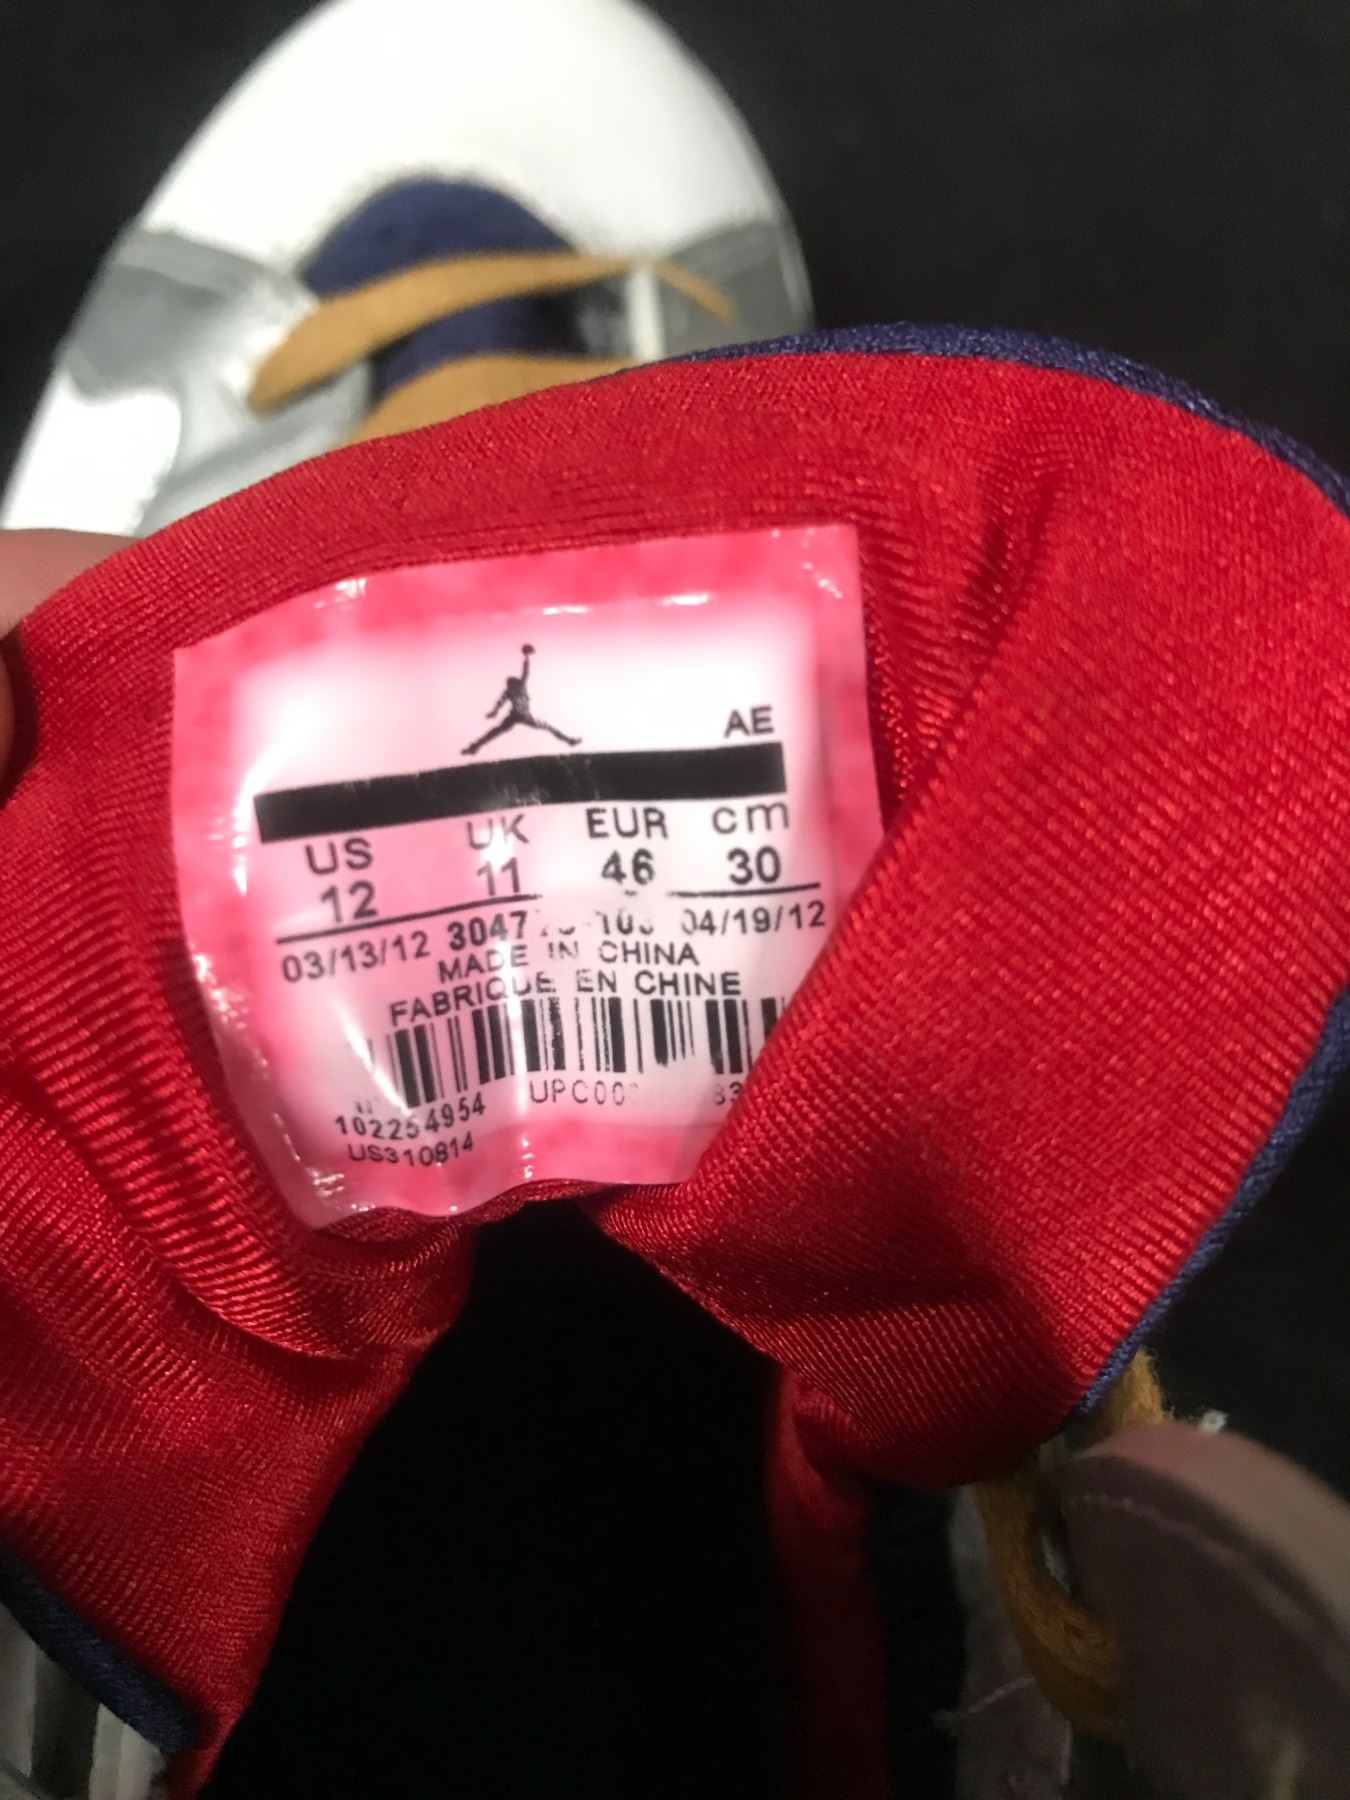 AE
US UK EUR cm
12 11 46 30
03/13/12 04/19/12
MADE IN CHINA
FABRIQUE EN CHINE
102254954
US310814